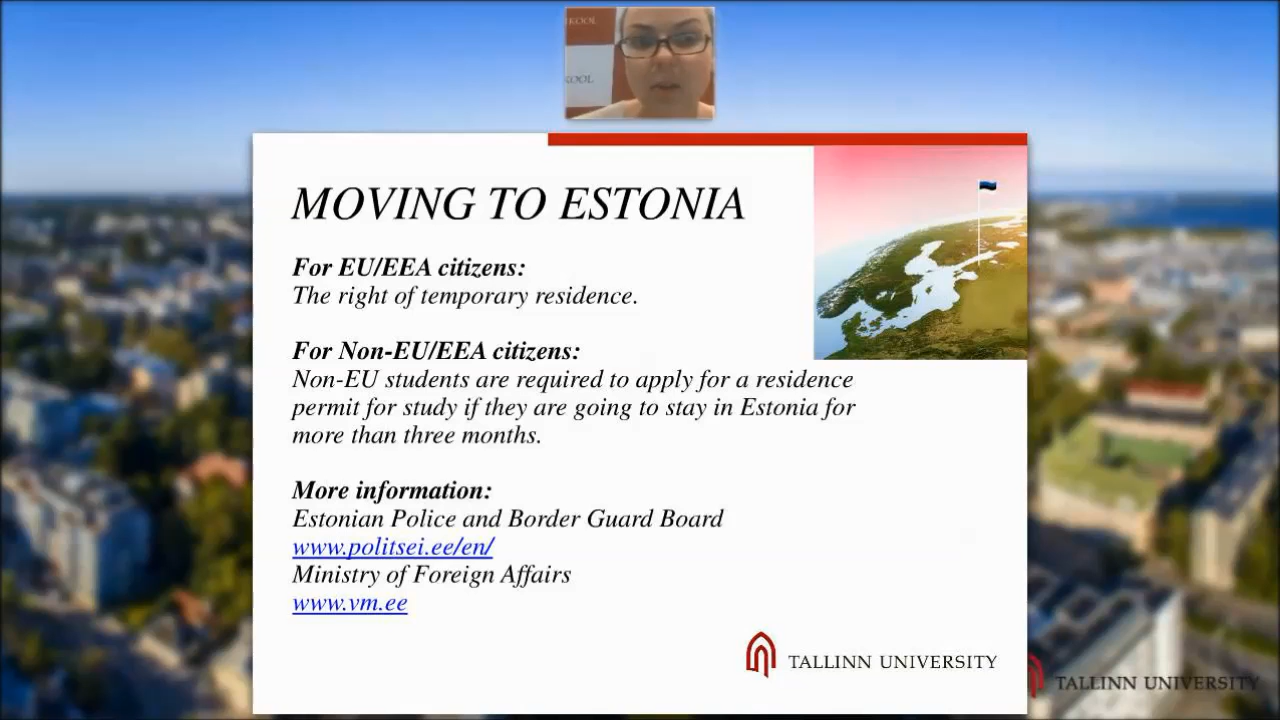 KOOL
KOOL
MOVING TO ESTONIA
For EU/EEA citizens:
The right of temporary residence.
For Non-EU/EEA citizens:
Non-EU students are required to apply for a residence
permit for study if they are going to stay in Estonia for
more than three months.
More information:
Estonian Police and Border Guard Board
www.politsei.ee/en/
Ministry of Foreign Affairs
www.vm.ee
TALLINN UNIVERSITY
TALLINN UNIVERSITY